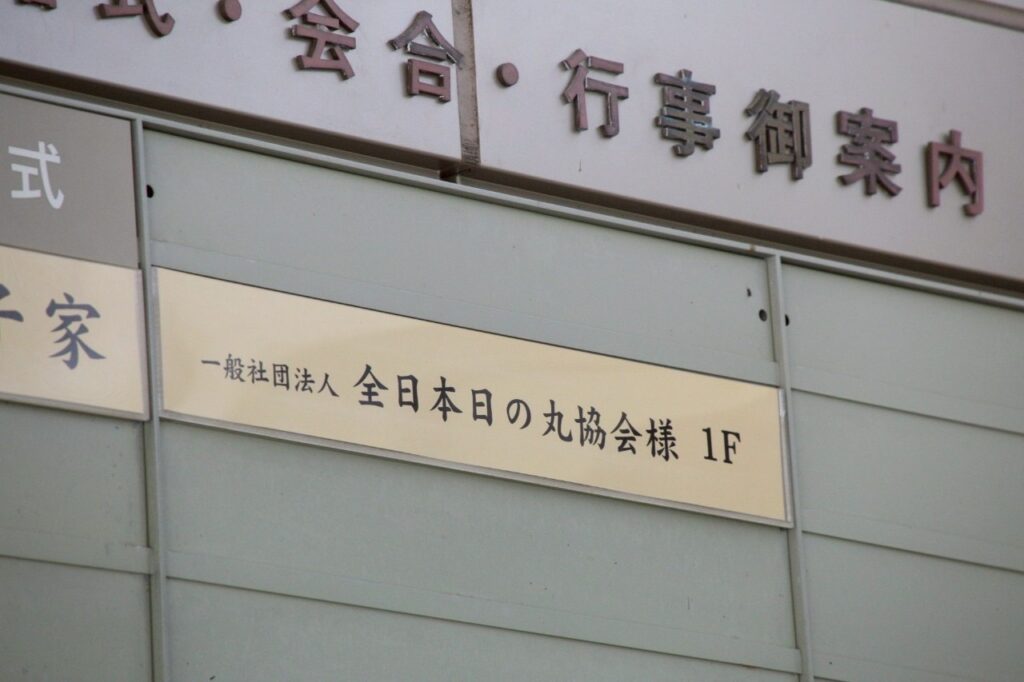 式・会合・行事御案内
式
家
一般社団法人 全日本日の丸協会様 1F